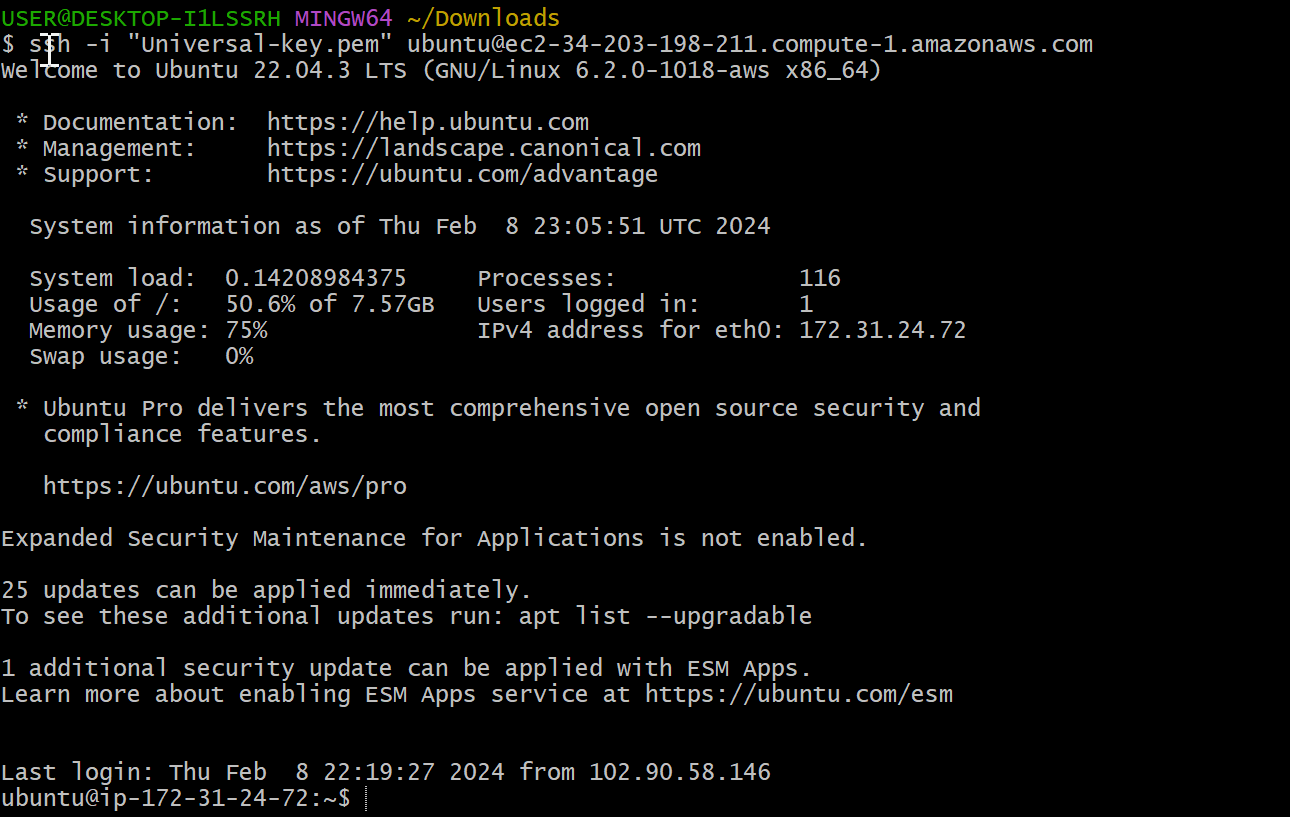 USER@DESKTOP-I1LSSRH MINGW64 ~/Downloads
$ ssh -i "Universal-key.pem" ubuntu@ec2-34-203-198-211.compute-1.amazonaws.com
Welcome to Ubuntu 22.04.3 LTS (GNU/Linux 6.2.0-1018-aws x86_64)
* Documentation:  https://help.ubuntu.com
* Management:     https://landscape.canonical.com
* Support:        https://ubuntu.com/advantage
System information as of Thu Feb  8 23:05:51 UTC 2024
System load:  0.14208984375     Processes:             116
Usage of /:   50.6% of 7.57GB   Users logged in:       1
Memory usage: 75%               IPv4 address for eth0: 172.31.24.72
Swap usage:   0%
* Ubuntu Pro delivers the most comprehensive open source security and
compliance features.
https://ubuntu.com/aws/pro
Expanded Security Maintenance for Applications is not enabled.
25 updates can be applied immediately.
To see these additional updates run: apt list --upgradable
1 additional security update can be applied with ESM Apps.
Learn more about enabling ESM Apps service at https://ubuntu.com/esm
Last login: Thu Feb  8 22:19:27 2024 from 102.90.58.146
ubuntu@ip-172-31-24-72:~$